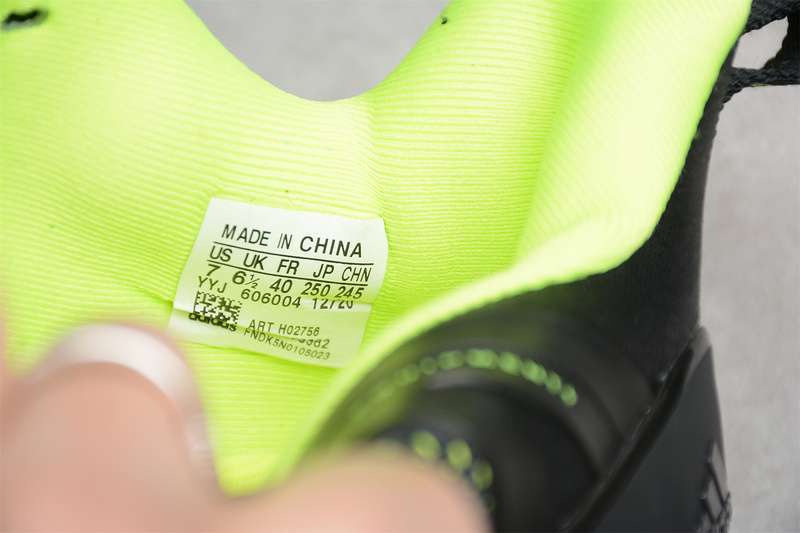 MADE IN CHINA
US UK FR JP CHN
7 6½ 40 250 245
YYJ 606004 12/20
adidas
ART H02756
FNDK5N0105023